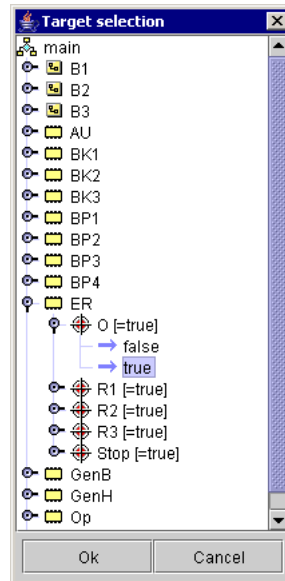 Target selection
main
B1
B2
B3
AU
BK1
BK2
BK3
BP1
BP2
BP3
BP4
ER
O [=true]
false
true
R1 [=true]
R2 [=true]
R3 [=true]
Stop [=true]
GenB
GenH
Op
Ok Cancel